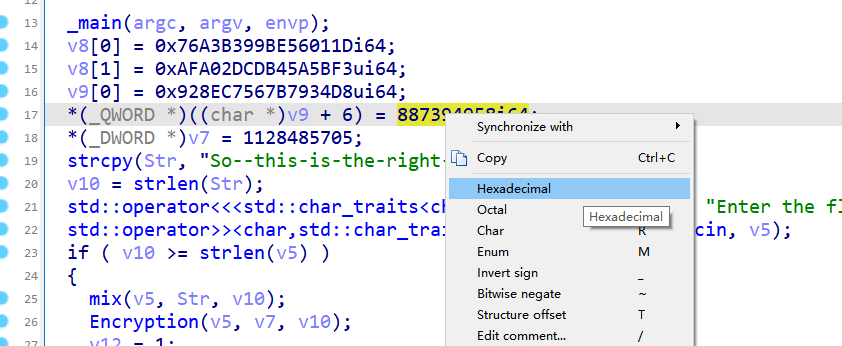 12
13 _main(argc, argv, envp);
14 v8[0] = 0x76A3B399BE56011Di64;
15 v8[1] = 0xAFA02DCDB45A5BF3ui64;
16 v9[0] = 0x928EC7567B7934D8ui64;
17 *(_QWORD *)((char *)v9 + 6) = 887394958i64;
18 *(_DWORD *)v7 = 1128485705;
19 strcpy(Str, "So--this-is-the-right-
20 v10 = strlen(Str);
21 std::operator<<<std::char_traits<ch "Enter the fl
22 std::operator>><char,std::char_trai cin, v5);
23 if ( v10 >= strlen(v5) )
24 {
25 mix(v5, Str, v10);
26 Encryption(v5, v7, v10);
27 v12 = 1;
Synchronize with
Copy Ctrl+C
Hexadecimal
Octal
Char R
Enum M
Invert sign _
Bitwise negate ~
Structure offset T
Edit comment... /
Hexadecimal